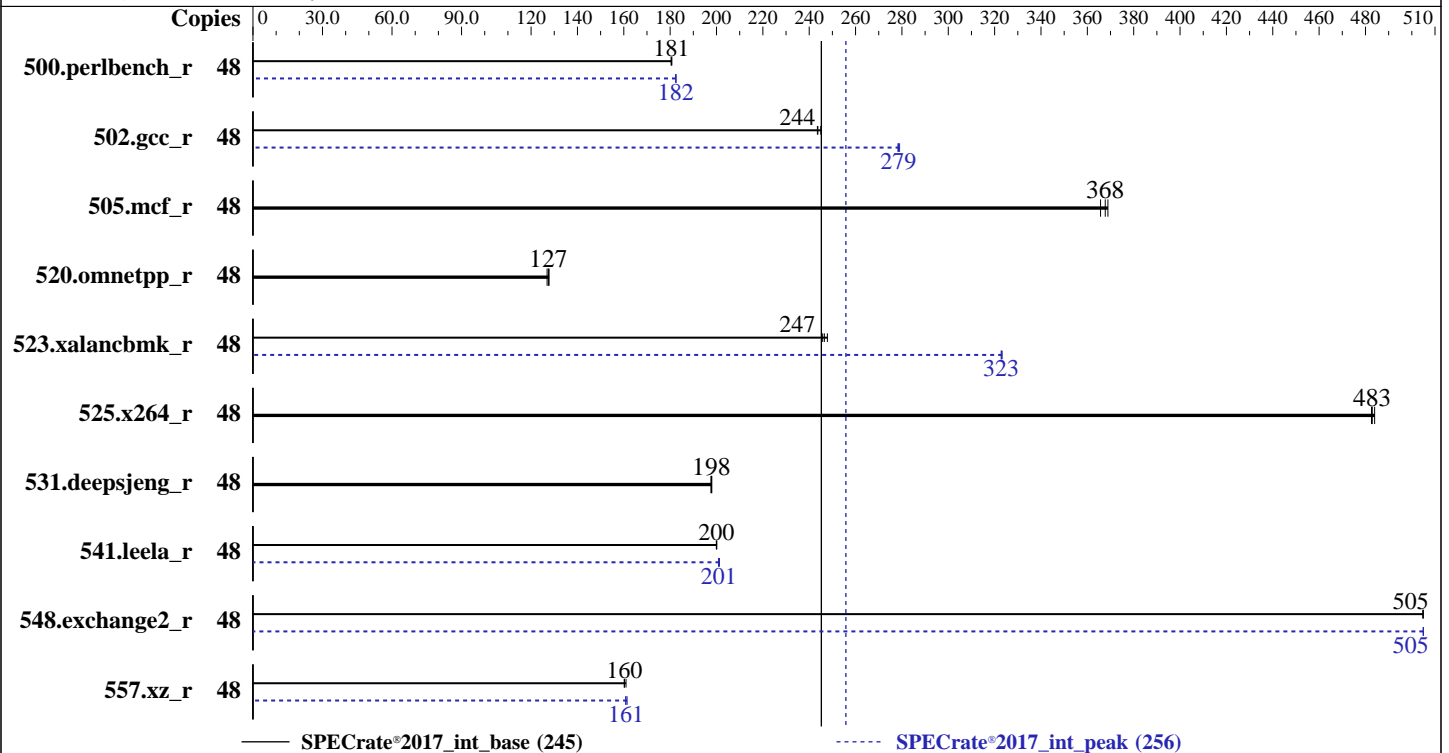 Copies 0 30.0 60.0 90.0 120 140 160 180 200 220 240 260 280 300 320 340 360 380 400 420 440 460 480 510
181
500.perlbench_r 48
182
244
502.gcc_r 48
279
368
505.mcf_r 48
127
520.omnetpp_r 48
247
523.xalancbmk_r 48
323
483
525.x264_r 48
198
531.deepsjeng_r 48
200
541.leela_r 48
201
505
548.exchange2_r 48
505
160
557.xz_r 48
161
SPECrate®2017_int_base (245) SPECrate®2017_int_peak (256)